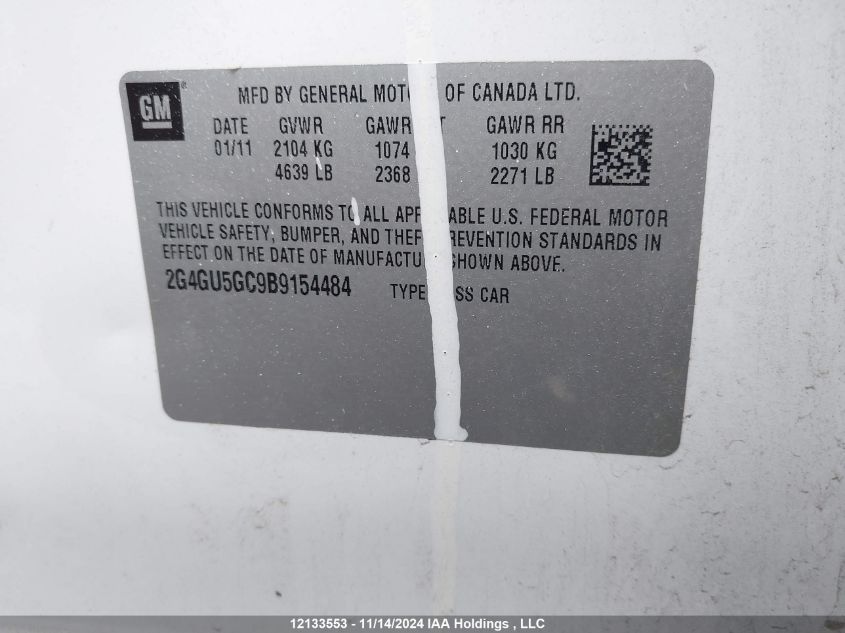 GM ®
MFD BY GENERAL MOT OF CANADA LTD.
DATE GVWR GAWR T GAWR RR
01/11 2104 KG 1074 1030 KG
4639 LB 2368 2271 LB
THIS VEHICLE CONFORMS TO ALL APP ABLE U.S. FEDERAL MOTOR
VEHICLE SAFETY, BUMPER, AND THEF REVENTION STANDARDS IN
EFFECT ON THE DATE OF MANUFACTU SHOWN ABOVE.
2G4GU5GC9B9154484 TYPE SS CAR
12133553 - 11/14/2024 IAA Holdings , LLC